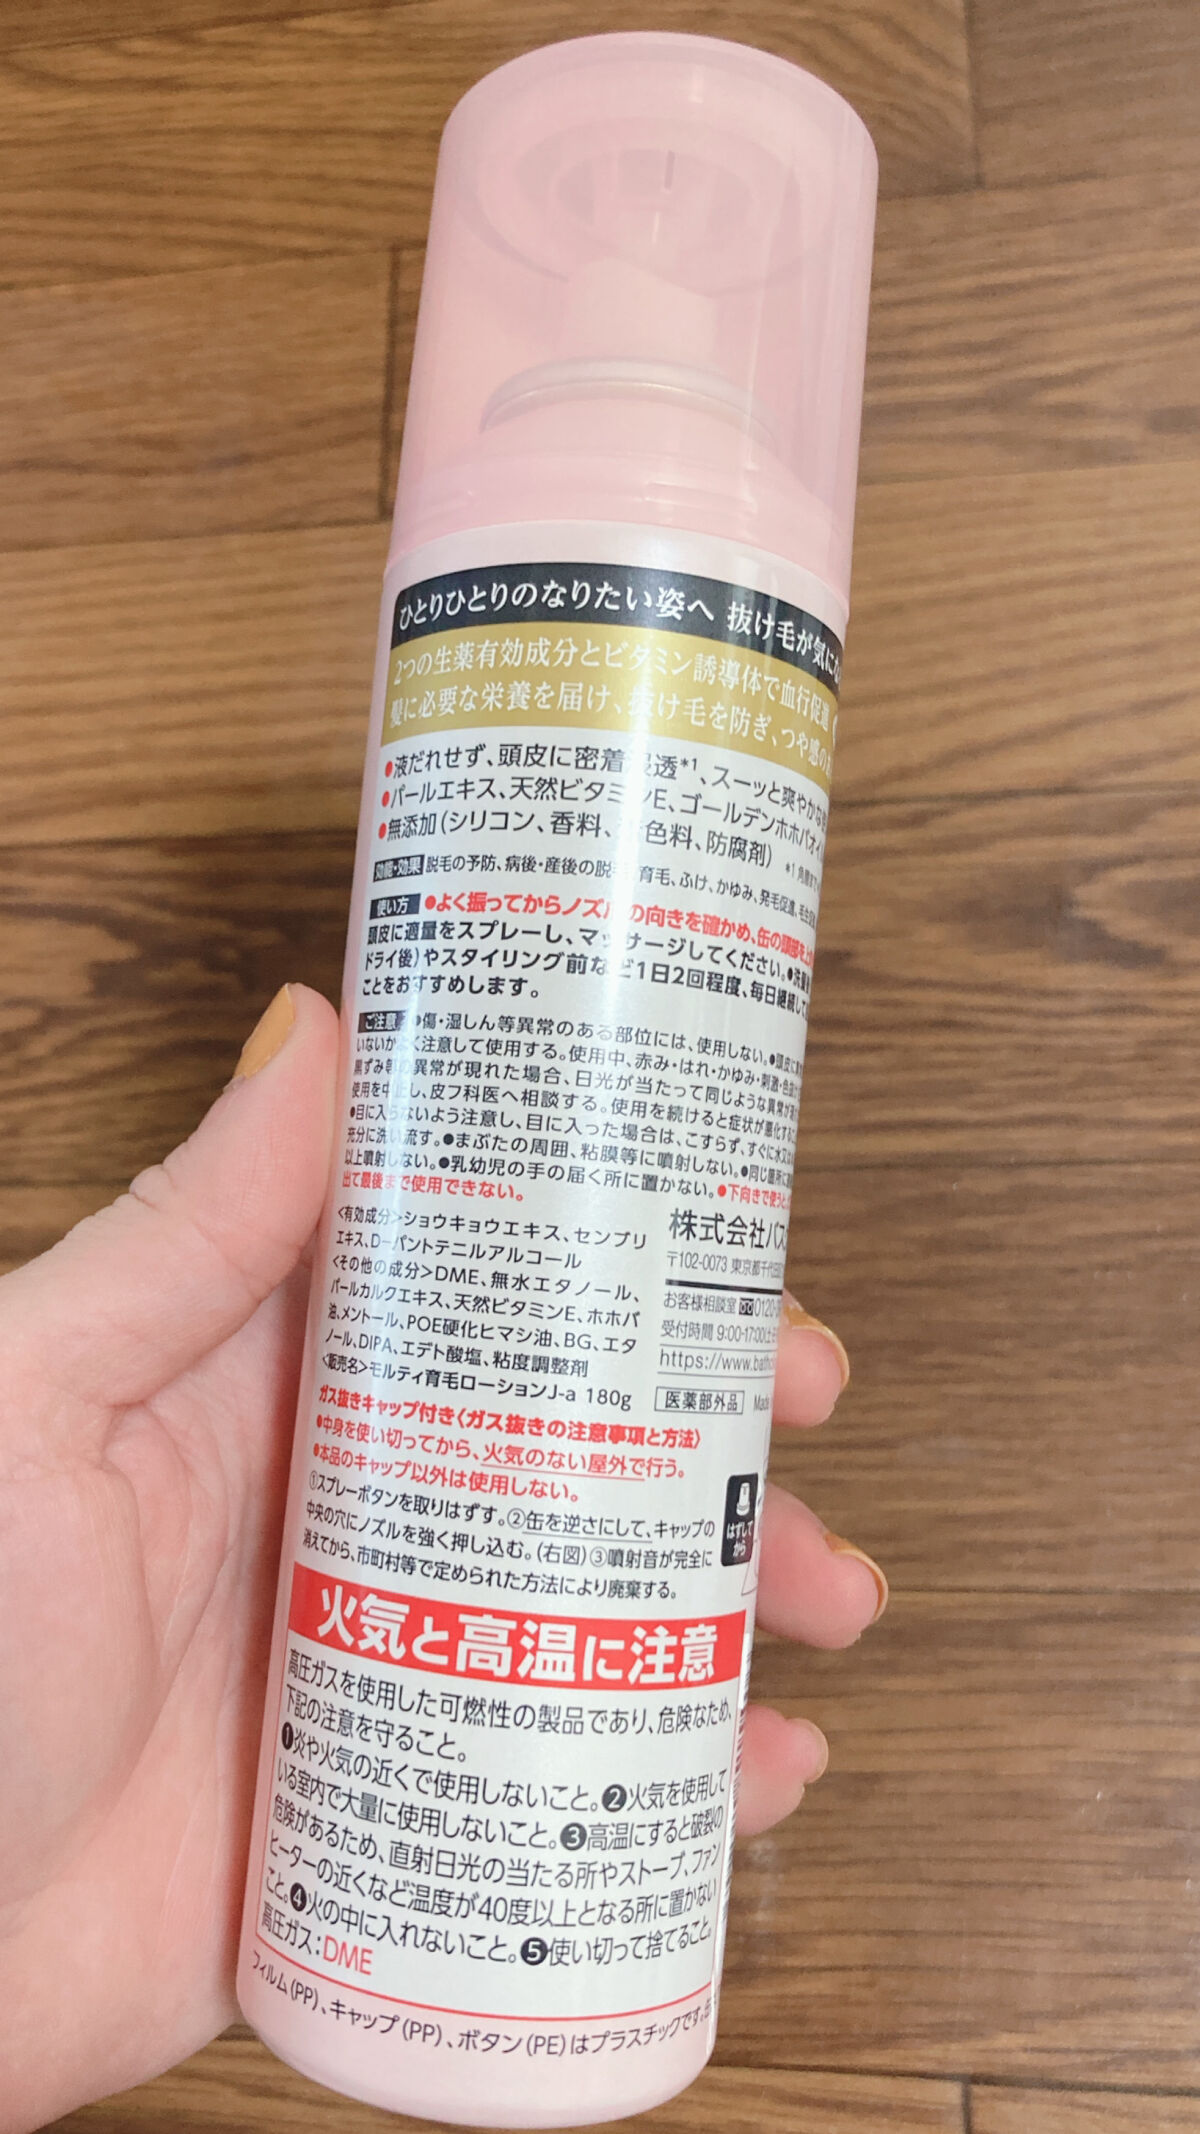 ひとりひとりのなりたい姿へ 抜け毛が気にな
2つの生薬有効成分とビタミン誘導体で血行促進
髪に必要な栄養を届け、抜け毛を防ぎ、つや感の
●液だれせず、頭皮に密着浸透*1、スーッと爽やかな
●パールエキス、天然ビタミンE、ゴールデンホホバオイル
●無添加(シリコン、香料、着色料、防腐剤) *1 角層まで
効能・効果 脱毛の予防、病後・産後の脱毛、育毛、ふけ、かゆみ、発毛促進、毛生促進
使い方 ●よく振ってからノズルの向きを確かめ、缶の頭部を上
頭皮に適量をスプレーし、マッサージしてください。●洗髪後
ドライ後)やスタイリング前など1日2回程度、毎日継続して
ことをおすすめします。
ご注意 ●傷・湿しん等異常のある部位には、使用しない。●頭皮に
いないかよく注意して使用する。使用中、赤み・はれ・かゆみ・刺激・色抜け
黒ずみ等の異常が現れた場合、日光が当たって同じような異常が
使用を中止し、皮フ科医へ相談する。使用を続けると症状が悪化する
●目に入らないよう注意し、目に入った場合は、こすらず、すぐに水又は
充分に洗い流す。●まぶたの周囲、粘膜等に噴射しない。●同じ箇所に
以上噴射しない。●乳幼児の手の届く所に置かない。●下向きで使うと、
出て最後まで使用できない。
<有効成分>ショウキョウエキス、センブリ
エキス、D-パントテニルアルコール
<その他の成分>DME、無水エタノール、
パールカルクエキス、天然ビタミンE、ホホバ
油、メントール、POE硬化ヒマシ油、BG、エタ
ノール、DIPA、エデト酸塩、粘度調整剤
<販売名>モルティ育毛ローションJ-a 180g
株式会社バス
〒102-0073 東京都千代田区
お客様相談室 0120-
受付時間 9:00-17:00(土
https://www.bathc
医薬部外品 Made
ガス抜きキャップ付き〈ガス抜きの注意事項と方法〉
●中身を使い切ってから、火気のない屋外で行う。
●本品のキャップ以外は使用しない。
①スプレーボタンを取りはずす。②缶を逆さにして、キャップの
中央の穴にノズルを強く押し込む。(右図)③噴射音が完全に
消えてから、市町村等で定められた方法により廃棄する。
はずして
から
火気と高温に注意
高圧ガスを使用した可燃性の製品であり、危険なため、
下記の注意を守ること。
❶炎や火気の近くで使用しないこと。❷火気を使用して
いる室内で大量に使用しないこと。❸高温にすると破裂の
危険があるため、直射日光の当たる所やストーブ、ファン
ヒーターの近くなど温度が40度以上となる所に置かない
こと。❹火の中に入れないこと。❺使い切って捨てること。
高圧ガス:DME
フィルム(PP)、キャップ(PP)、ボタン(PE)はプラスチックです。